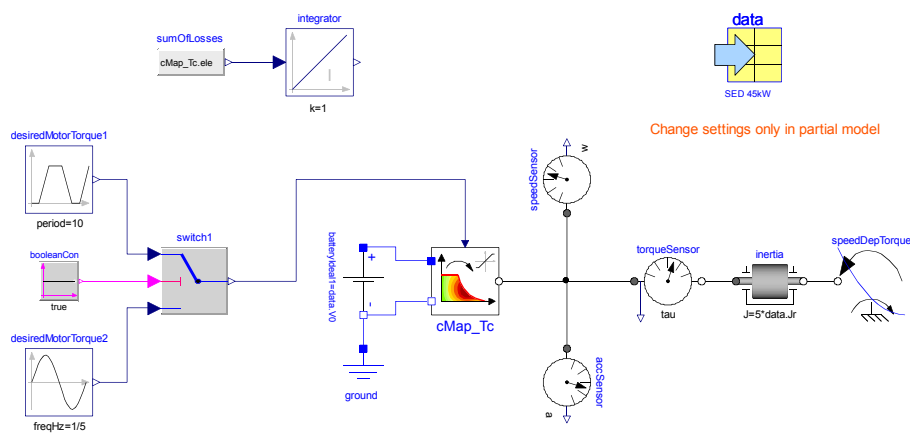 integrator
data
sumOfLosses
cMap_Tc.ele
I
k=1
SED 45kW
Change settings only in partial model
desiredMotorTorque1
w
speedSensor
period=10
switch1
booleanCon
true
batteryIdeal1=data.V0
+
-
cMap_Tc
torqueSensor
tau
inertia
J=5*data.Jr
speedDepTorque
desiredMotorTorque2
freqHz=1/5
ground
accSensor
a